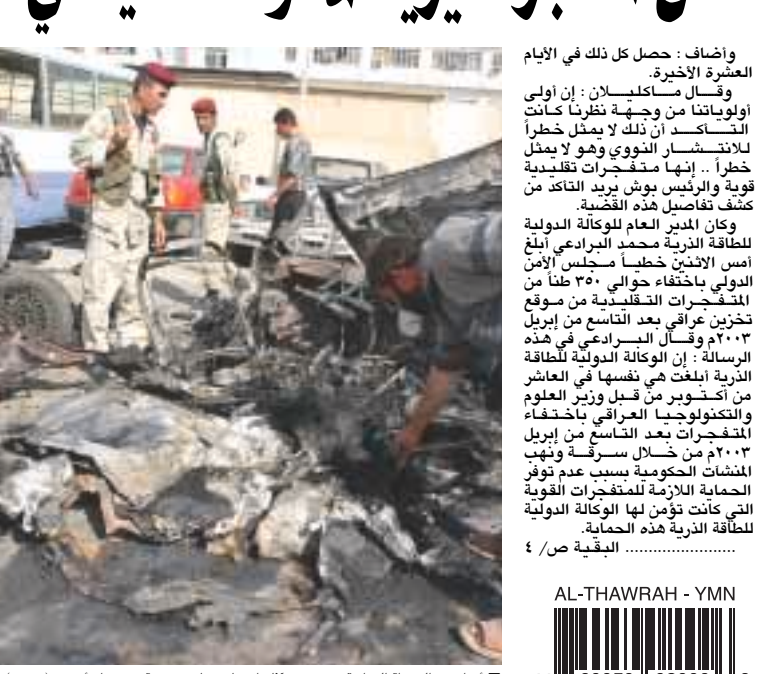 وأضاف : حصل كل ذلك في الأيام
العشرة الأخيرة.
وقال ماكليلان : إن أولى
أولوياتنا من وجهة نظرنا كانت
التأكد أن ذلك لا يمثل خطراً
للانتشار النووي وهو لا يمثل
خطراً .. إنها متفجرات تقليدية
قوية والرئيس بوش يريد التأكد من
كشف تفاصيل هذه القضية.
وكان المدير العام للوكالة الدولية
للطاقة الذرية محمد البرادعي أبلغ
أمس الاثنين خطياً مجلس الأمن
الدولي باختفاء حوالي ٣٥٠ طناً من
المتفجرات التقليدية من موقع
تخزين عراقي بعد التاسع من إبريل
٢٠٠٣م وقال البرادعي في هذه
الرسالة : إن الوكالة الدولية للطاقة
الذرية أبلغت هي نفسها في العاشر
من أكتوبر من قبل وزير العلوم
والتكنولوجيا العراقي باختفاء
المتفجرات بعد التاسع من إبريل
٢٠٠٣م من خلال سرقة ونهب
المنشآت الحكومية بسبب عدم توفر
الحماية اللازمة للمتفجرات القوية
التي كانت تؤمن لها الوكالة الدولية
للطاقة الذرية هذه الحماية.
........................ البقية ص/ ٤
AL-THAWRAH - YMN